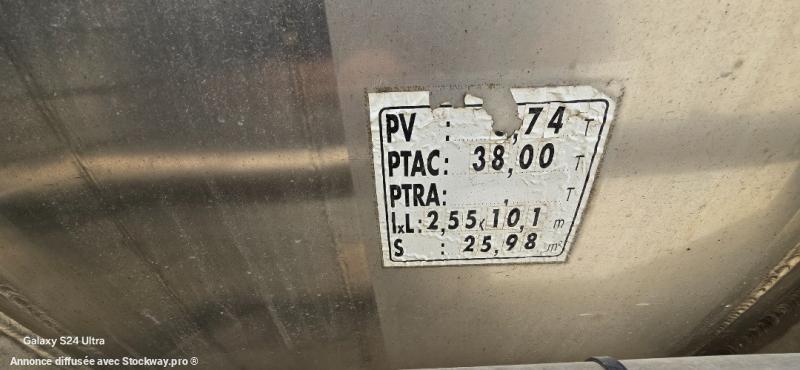 PV : ,74 T
PTAC: 38,00 T
PTRA: , T
lxL: 2,55x10,1 m
S : 25,98 m²
Galaxy S24 Ultra
Annonce diffusée avec Stockway.pro ®